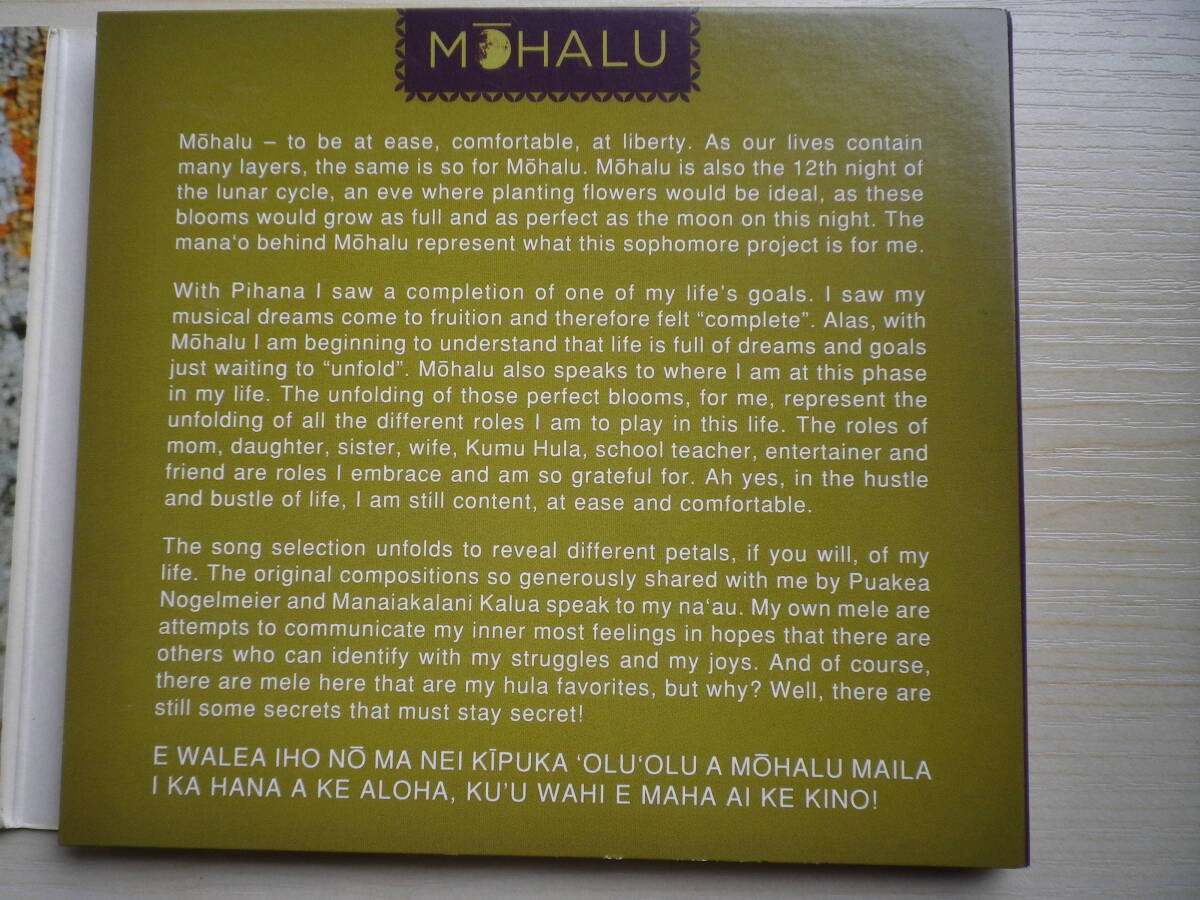 MŌHALU
Mōhalu – to be at ease, comfortable, at liberty. As our lives contain
many layers, the same is so for Mōhalu. Mōhalu is also the 12th night of
the lunar cycle, an eve where planting flowers would be ideal, as these
blooms would grow as full and as perfect as the moon on this night. The
mana‘o behind Mōhalu represent what this sophomore project is for me.
With Pihana I saw a completion of one of my life’s goals. I saw my
musical dreams come to fruition and therefore felt “complete”. Alas, with
Mōhalu I am beginning to understand that life is full of dreams and goals
just waiting to “unfold”. Mōhalu also speaks to where I am at this phase
in my life. The unfolding of those perfect blooms, for me, represent the
unfolding of all the different roles I am to play in this life. The roles of
mom, daughter, sister, wife, Kumu Hula, school teacher, entertainer and
friend are roles I embrace and am so grateful for. Ah yes, in the hustle
and bustle of life, I am still content, at ease and comfortable.
The song selection unfolds to reveal different petals, if you will, of my
life. The original compositions so generously shared with me by Puakea
Nogelmeier and Manaiakalani Kalua speak to my na‘au. My own mele are
attempts to communicate my inner most feelings in hopes that there are
others who can identify with my struggles and my joys. And of course,
there are mele here that are my hula favorites, but why? Well, there are
still some secrets that must stay secret!
E WALEA IHO NŌ MA NEI KĪPUKA ‘OLU‘OLU A MŌHALU MAILA
I KA HANA A KE ALOHA, KU’U WAHI E MAHA AI KE KINO!